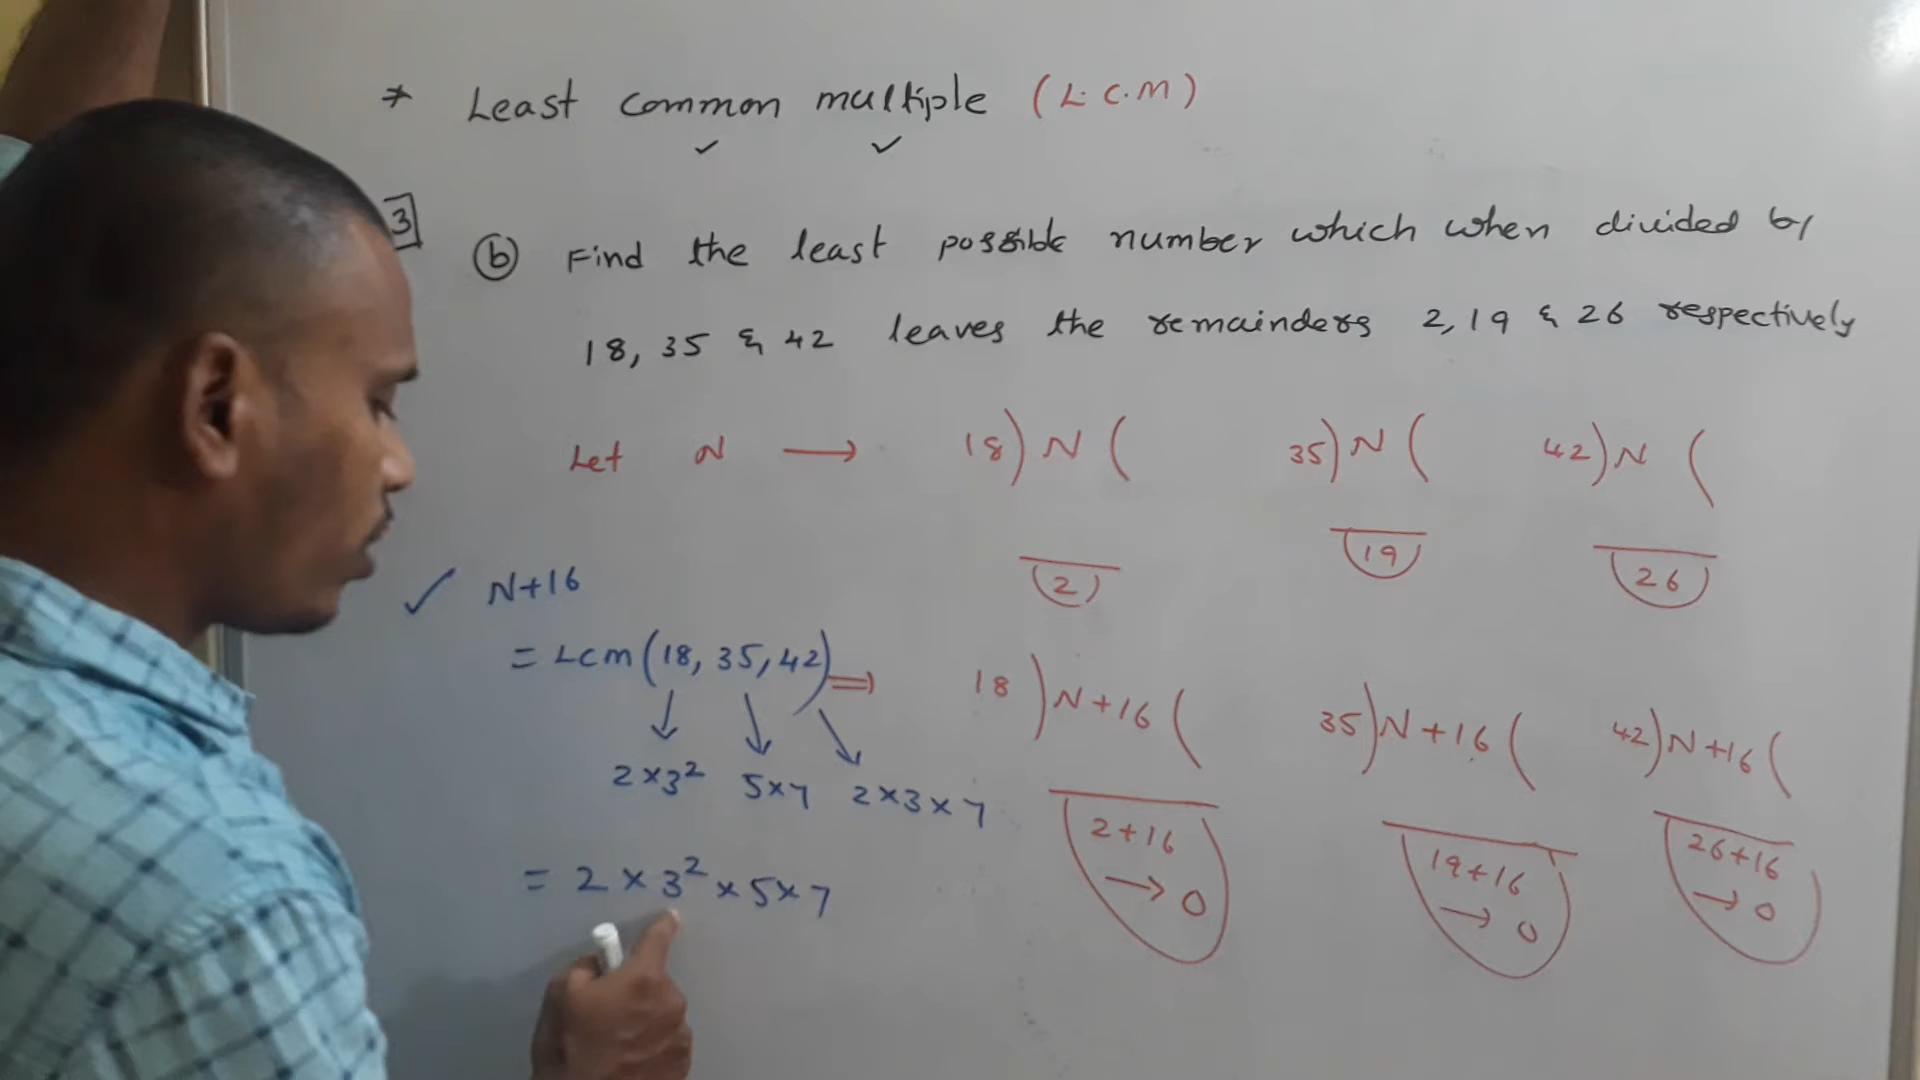 * Least common multiple (L.C.M)
3
b Find the least possible number which when divided by
18, 35 & 42 leaves the remainders 2, 19 & 26 respectively
Let N → 18) N ( 35) N ( 42) N (
2 19 26
✓ N+16
= Lcm (18, 35, 42) ⇒ 18 ) N+16 ( 35) N+16 ( 42) N+16 (
2×3² 5×7 2×3×7
2+16 → 0 19+16 → 0 26+16 → 0
= 2 × 3² × 5 × 7